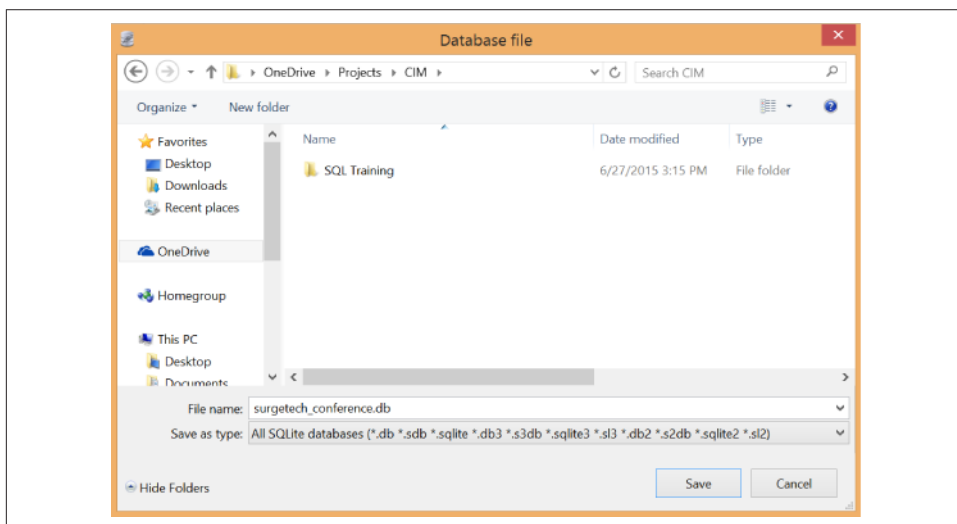 Database file
OneDrive ▸ Projects ▸ CIM ▸
Search CIM
Organize
New folder
Favorites
Desktop
Downloads
Recent places
OneDrive
Homegroup
This PC
Desktop
Documents
Name
Date modified
Type
SQL Training
6/27/2015 3:15 PM
File folder
File name: surgetech_conference.db
Save as type: All SQLite databases (*.db *.sdb *.sqlite *.db3 *.s3db *.sqlite3 *.sl3 *.db2 *.s2db *.sqlite2 *.sl2)
Hide Folders
Save
Cancel